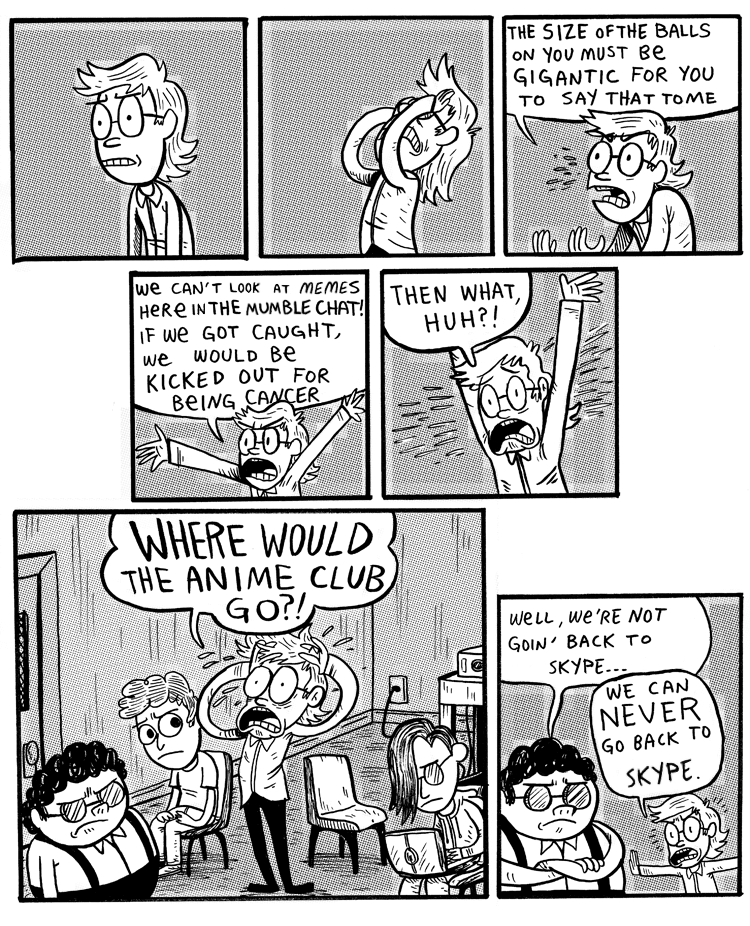 THE SIZE OF THE BALLS
ON YOU MUST BE
GIGANTIC FOR YOU
TO SAY THAT TO ME
WE CAN'T LOOK AT MEMES
HERE IN THE MUMBLE CHAT!
IF WE GOT CAUGHT,
WE WOULD BE
KICKED OUT FOR
BEING CANCER
THEN WHAT,
HUH?!
WHERE WOULD
THE ANIME CLUB
GO?!
WELL, WE'RE NOT
GOIN' BACK TO
SKYPE...
WE CAN
NEVER
GO BACK TO
SKYPE.